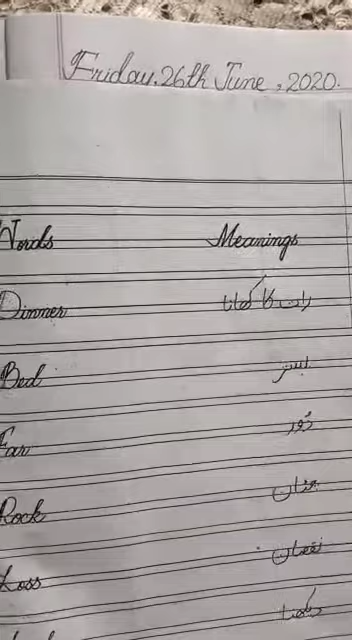 Friday, 26th June, 2020.
Words Meanings
Dinner رات کا کھانا
Bed بستر
Far دور
Rock چٹان
Loss نقصان